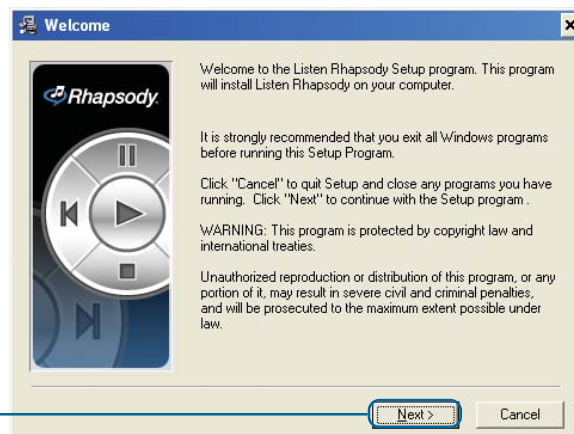 Welcome
Rhapsody.
Welcome to the Listen Rhapsody Setup program. This program
will install Listen Rhapsody on your computer.
It is strongly recommended that you exit all Windows programs
before running this Setup Program.
Click "Cancel" to quit Setup and close any programs you have
running. Click "Next" to continue with the Setup program .
WARNING: This program is protected by copyright law and
international treaties.
Unauthorized reproduction or distribution of this program, or any
portion of it, may result in severe civil and criminal penalties,
and will be prosecuted to the maximum extent possible under
law.
Next >
Cancel